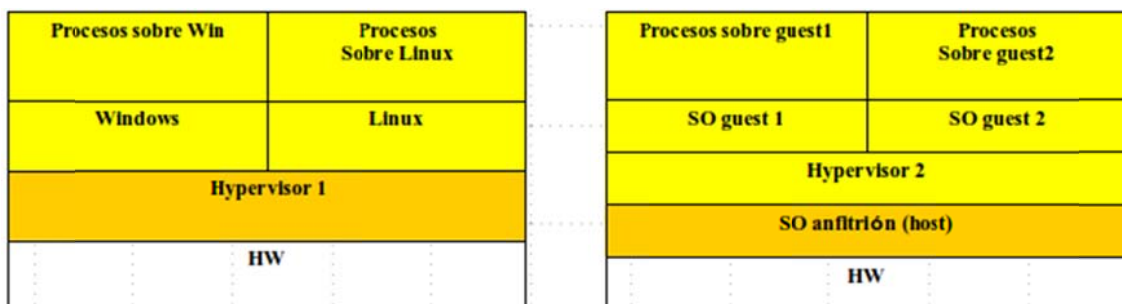 Procesos sobre Win
Procesos
Sobre Linux
Windows
Linux
Hypervisor 1
HW
Procesos sobre guest1
Procesos
Sobre guest2
SO guest 1
SO guest 2
Hypervisor 2
SO anfitrión (host)
HW